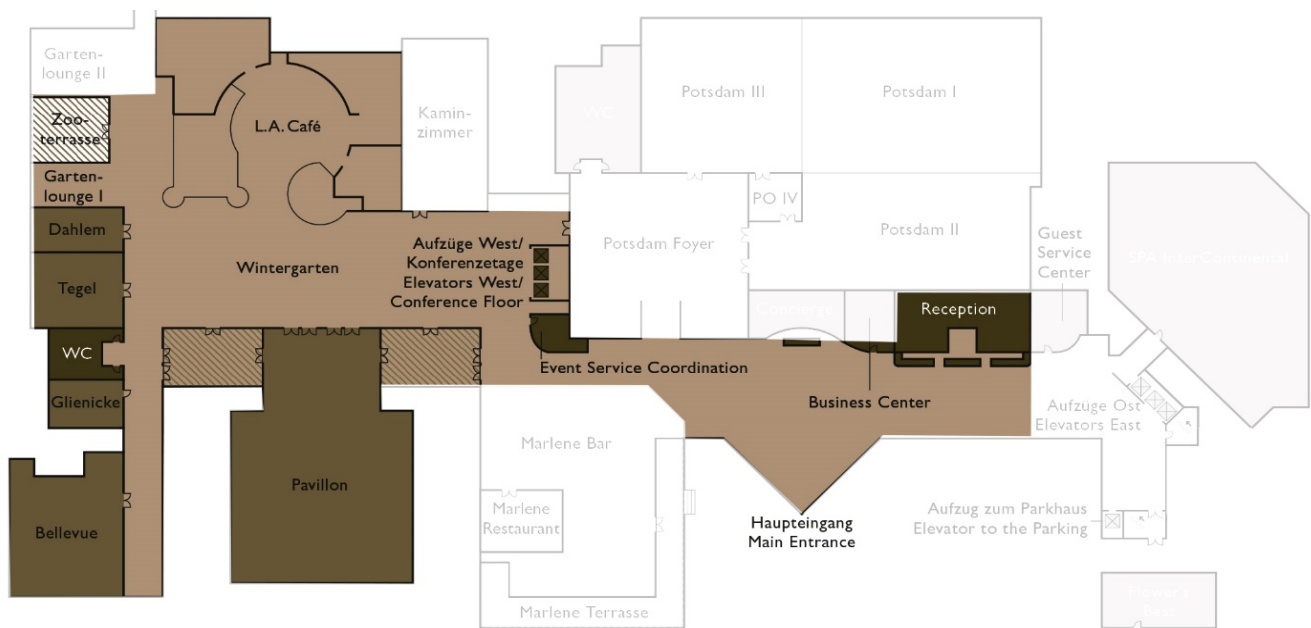 Garten-
lounge II
Zoo-
terrasse
Garten-
lounge I
Dahlem
Tegel
WC
Glienicke
Bellevue
L.A. Café
Wintergarten
Pavillon
Kamin-
zimmer
Aufzüge West/
Konferenzetage
Elevators West/
Conference Floor
Event Service Coordination
WC
Potsdam III
Potsdam I
PO IV
Potsdam Foyer
Potsdam II
Guest
Service
Center
SPA InterContinental
Concierge
Reception
Business Center
Aufzüge Ost
Elevators East
Marlene Bar
Marlene
Restaurant
Marlene Terrasse
Haupteingang
Main Entrance
Aufzug zum Parkhaus
Elevator to the Parking